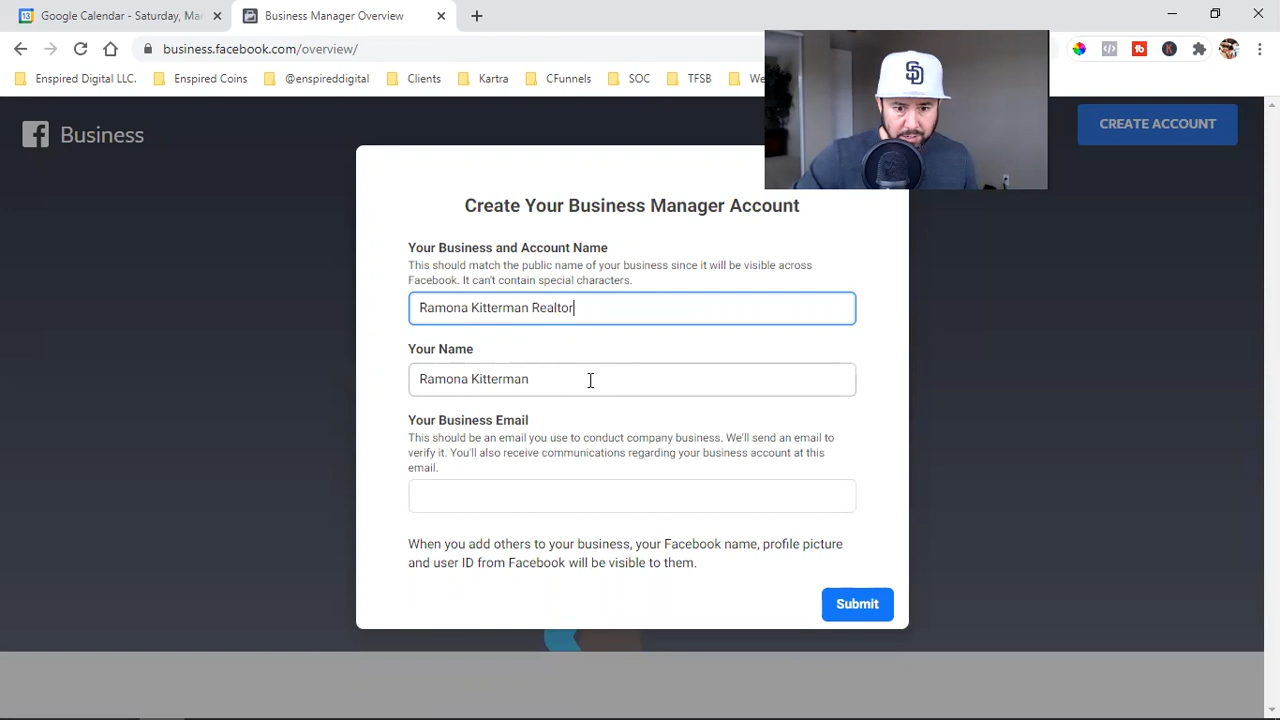 Google Calendar - Saturday, Mar
Business Manager Overview
business.facebook.com/overview/
Enspired Digital LLC.
Enspired Coins
@enspireddigital
Clients
Kartra
CFunnels
SOC
TFSB
We
Business
CREATE ACCOUNT
Create Your Business Manager Account
Your Business and Account Name
This should match the public name of your business since it will be visible across
Facebook. It can't contain special characters.
Ramona Kitterman Realtor
Your Name
Ramona Kitterman
Your Business Email
This should be an email you use to conduct company business. We'll send an email to
verify it. You'll also receive communications regarding your business account at this
email.
When you add others to your business, your Facebook name, profile picture
and user ID from Facebook will be visible to them.
Submit